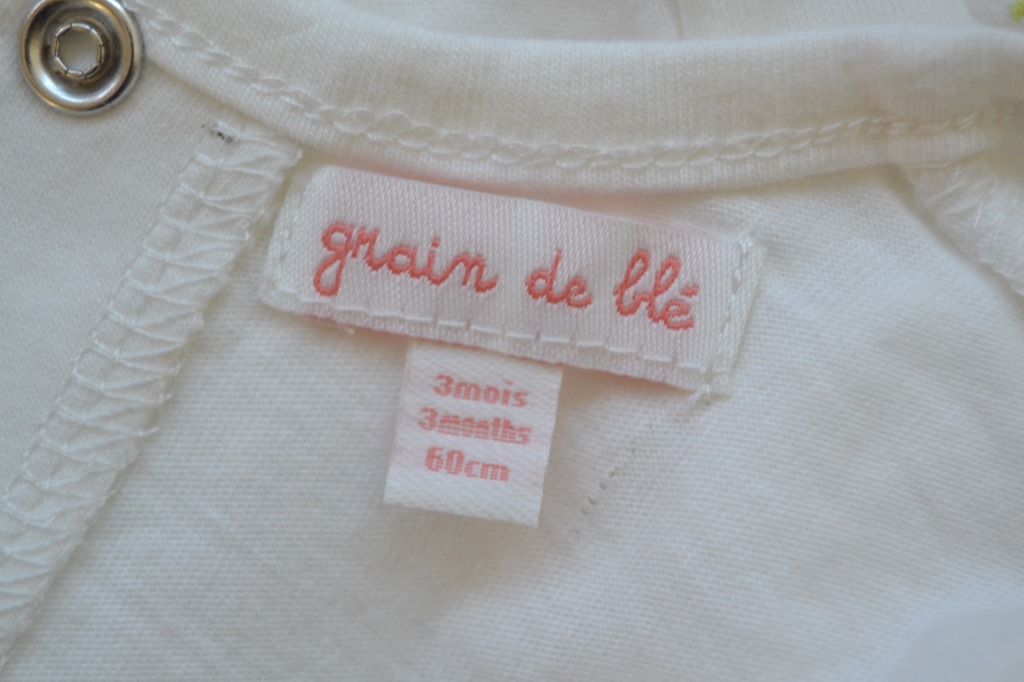 grain de blé
3mois
3months
60cm